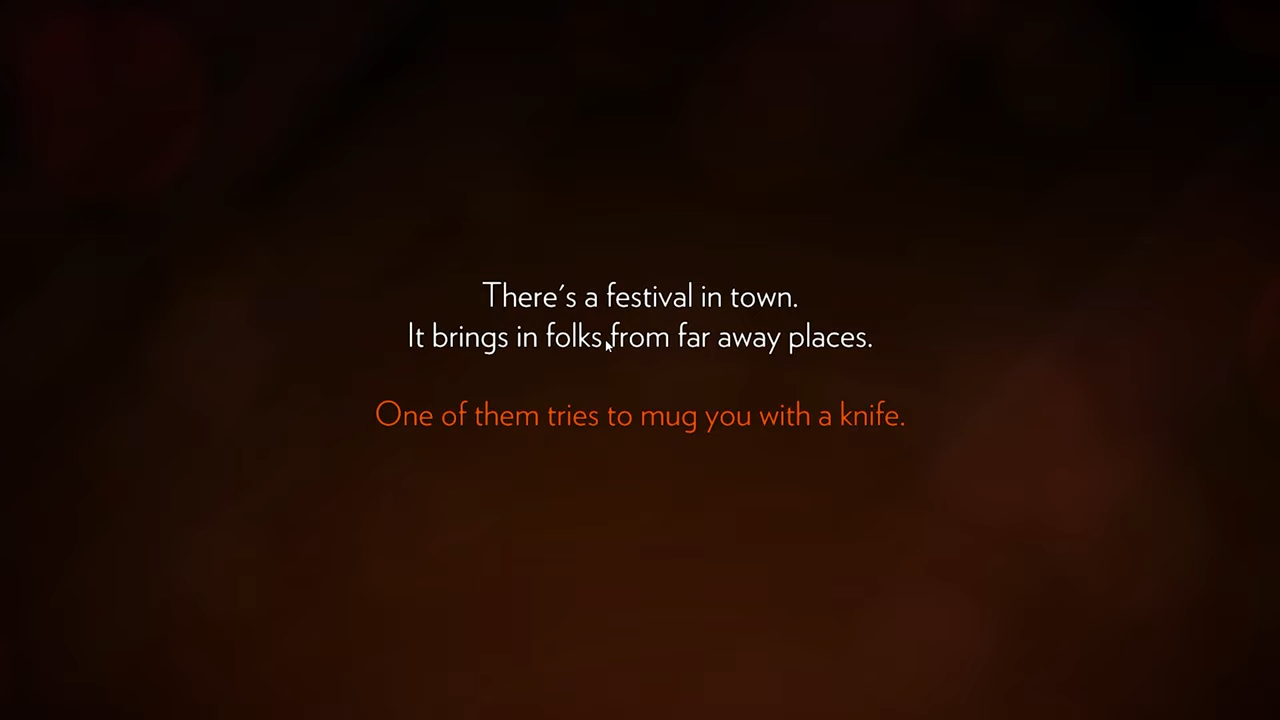 There's a festival in town.
It brings in folks from far away places.
One of them tries to mug you with a knife.